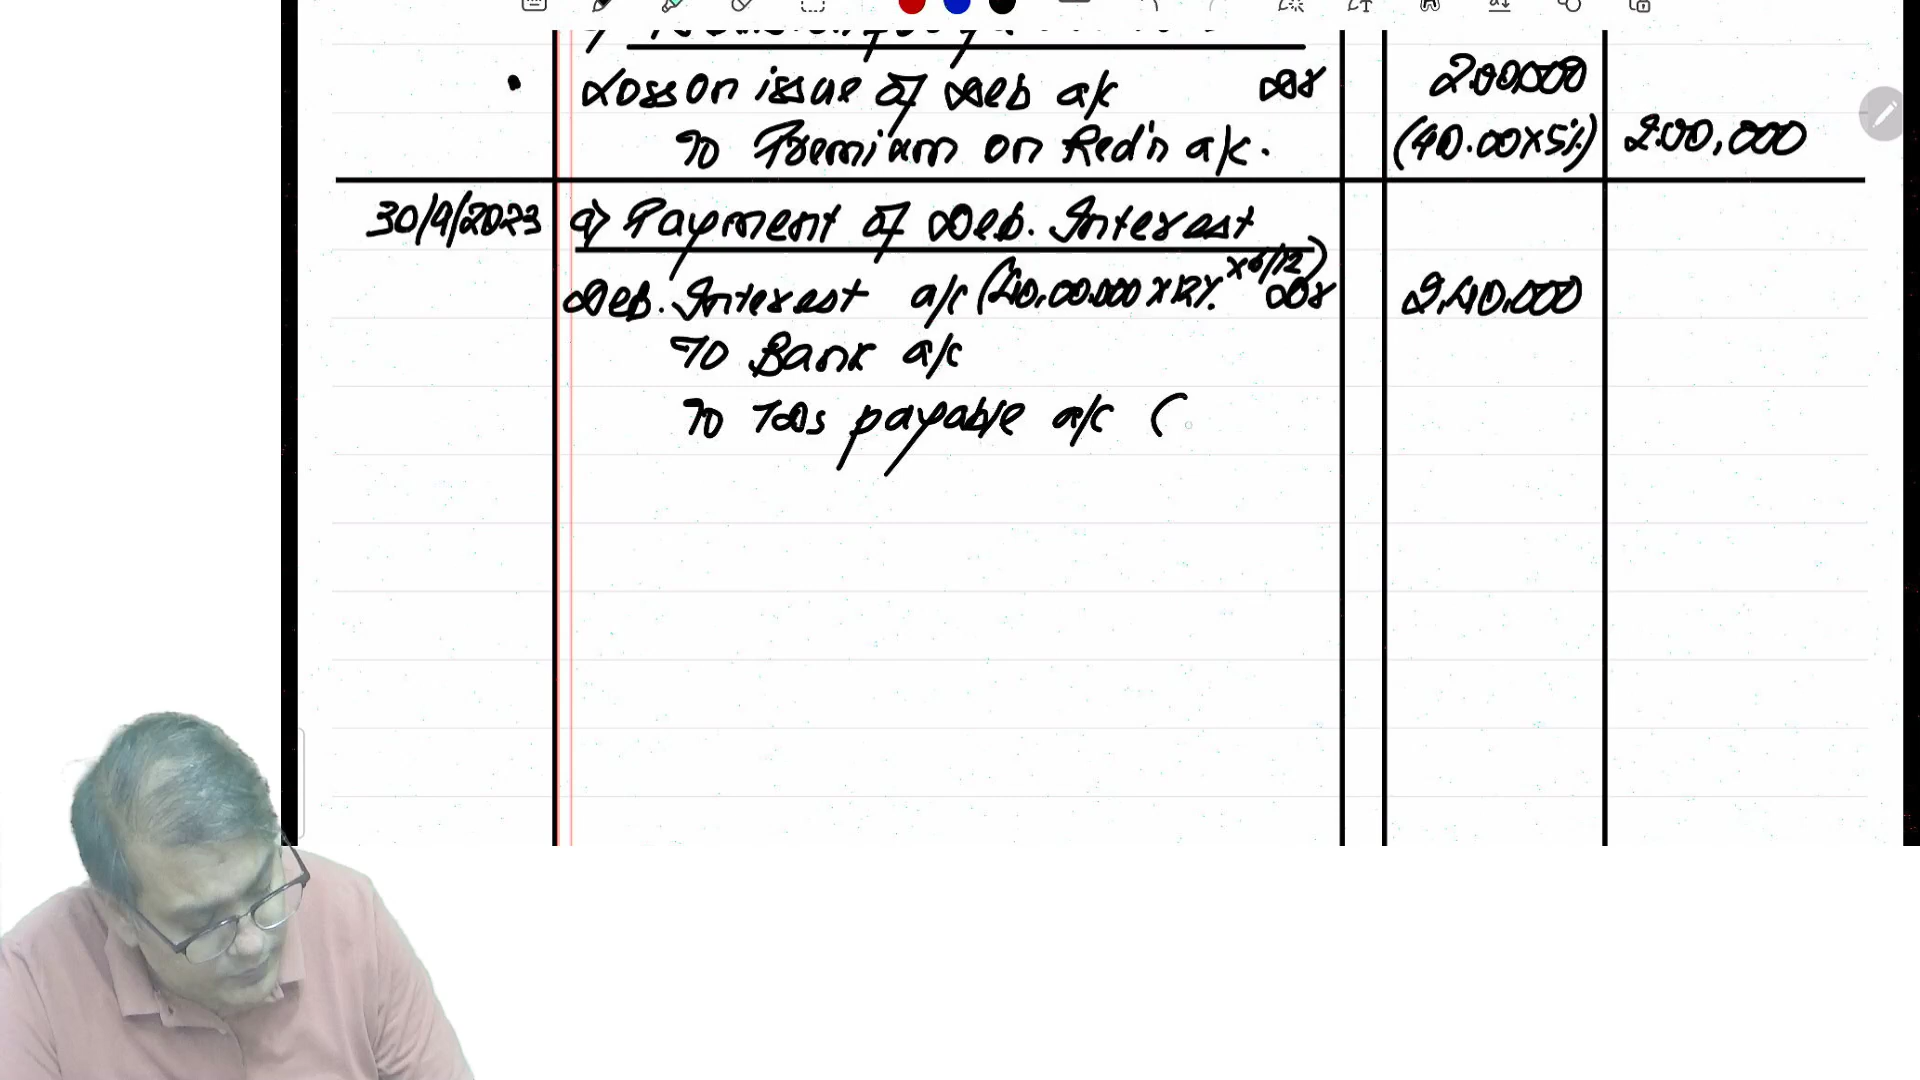 Loss on issue of Deb a/c Dr 2,00,000
To Premium on Red'n a/c. (40.00x5%) 2,00,000
30/9/2023 a) Payment of Deb. Interest
Deb. Interest a/c (40,00,000 x 12% x 6/12) Dr 2,40,000
To Bank a/c
To TDS payable a/c (